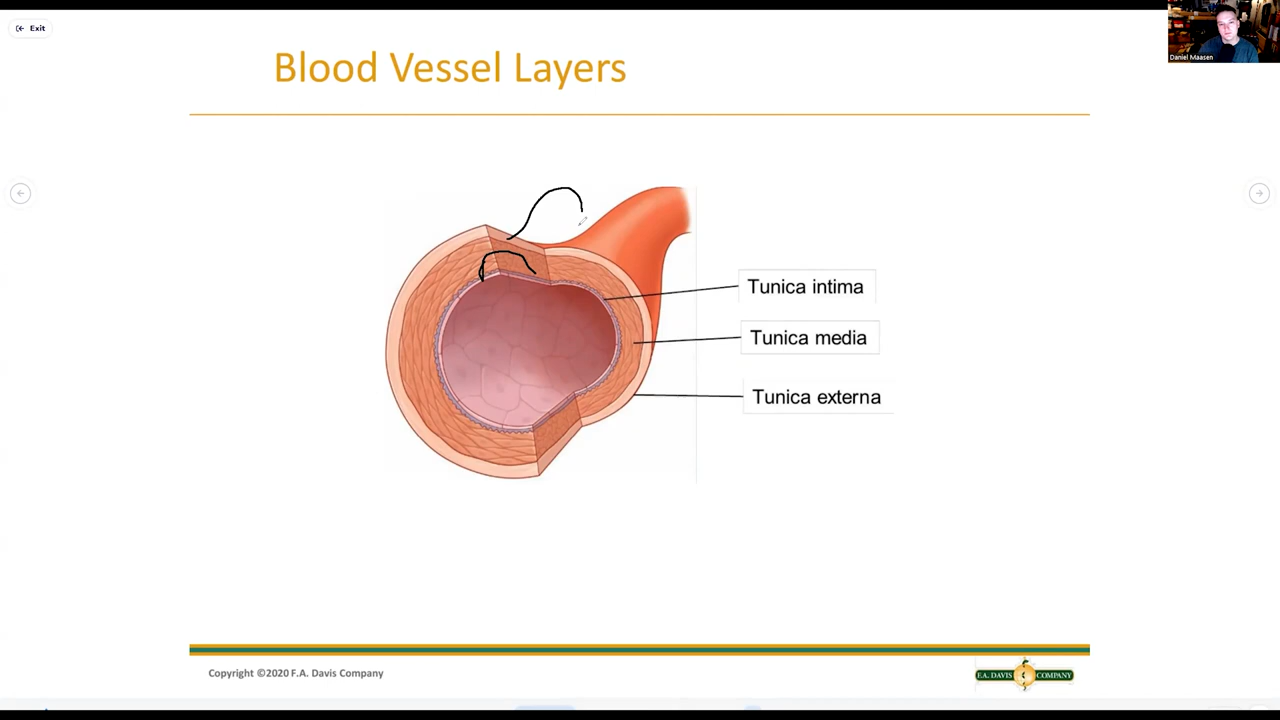 Exit
Daniel Maasen
Blood Vessel Layers
Tunica intima
Tunica media
Tunica externa
Copyright ©2020 F.A. Davis Company
F.A. DAVIS COMPANY